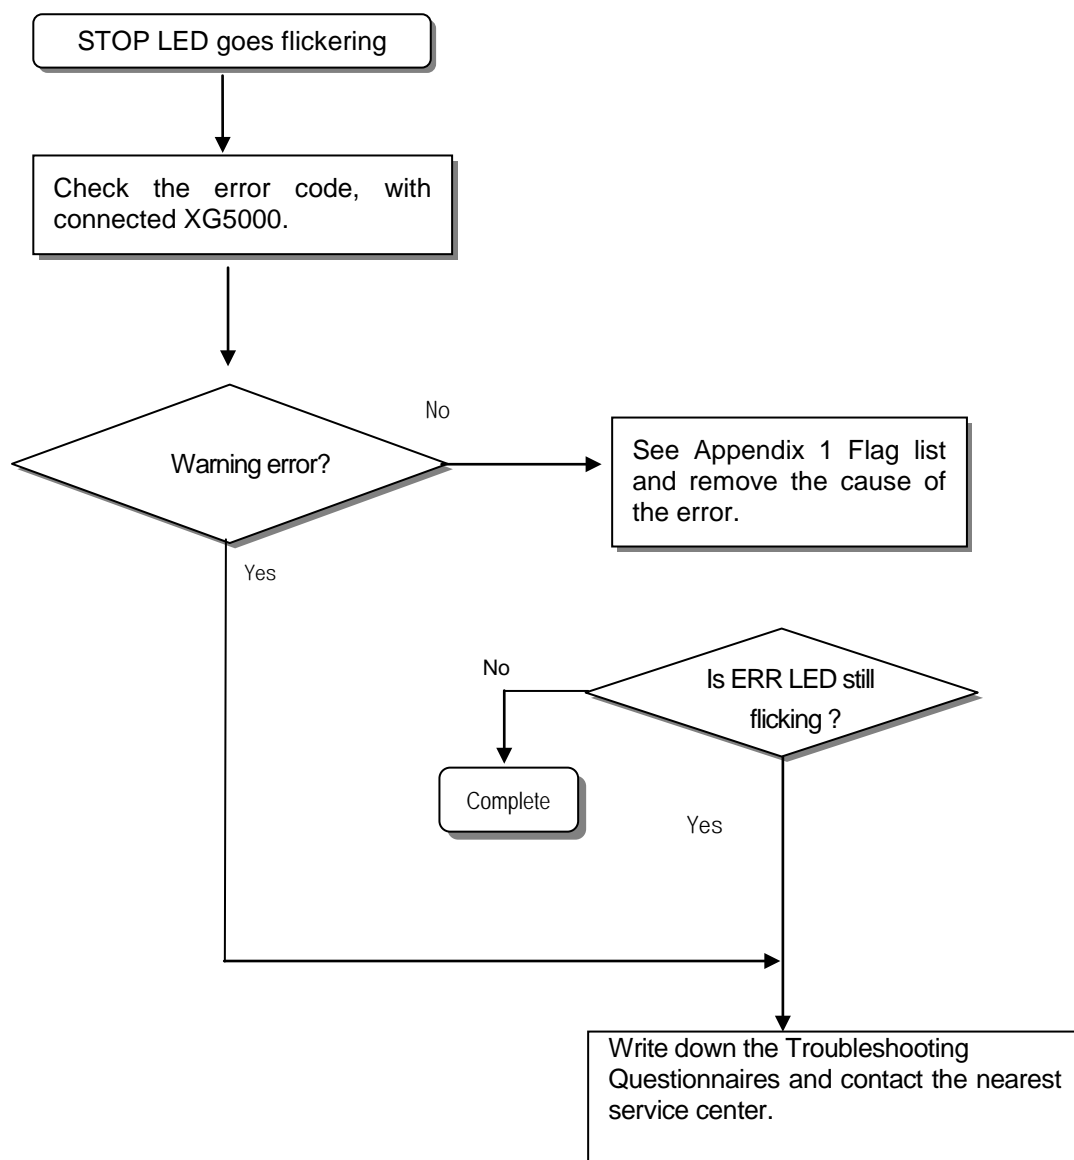 STOP LED goes flickering
Check the error code, with
connected XG5000.
No
Warning error?
See Appendix 1 Flag list
and remove the cause of
the error.
Yes
No
Is ERR LED still
flicking ?
Complete
Yes
Write down the Troubleshooting
Questionnaires and contact the nearest
service center.